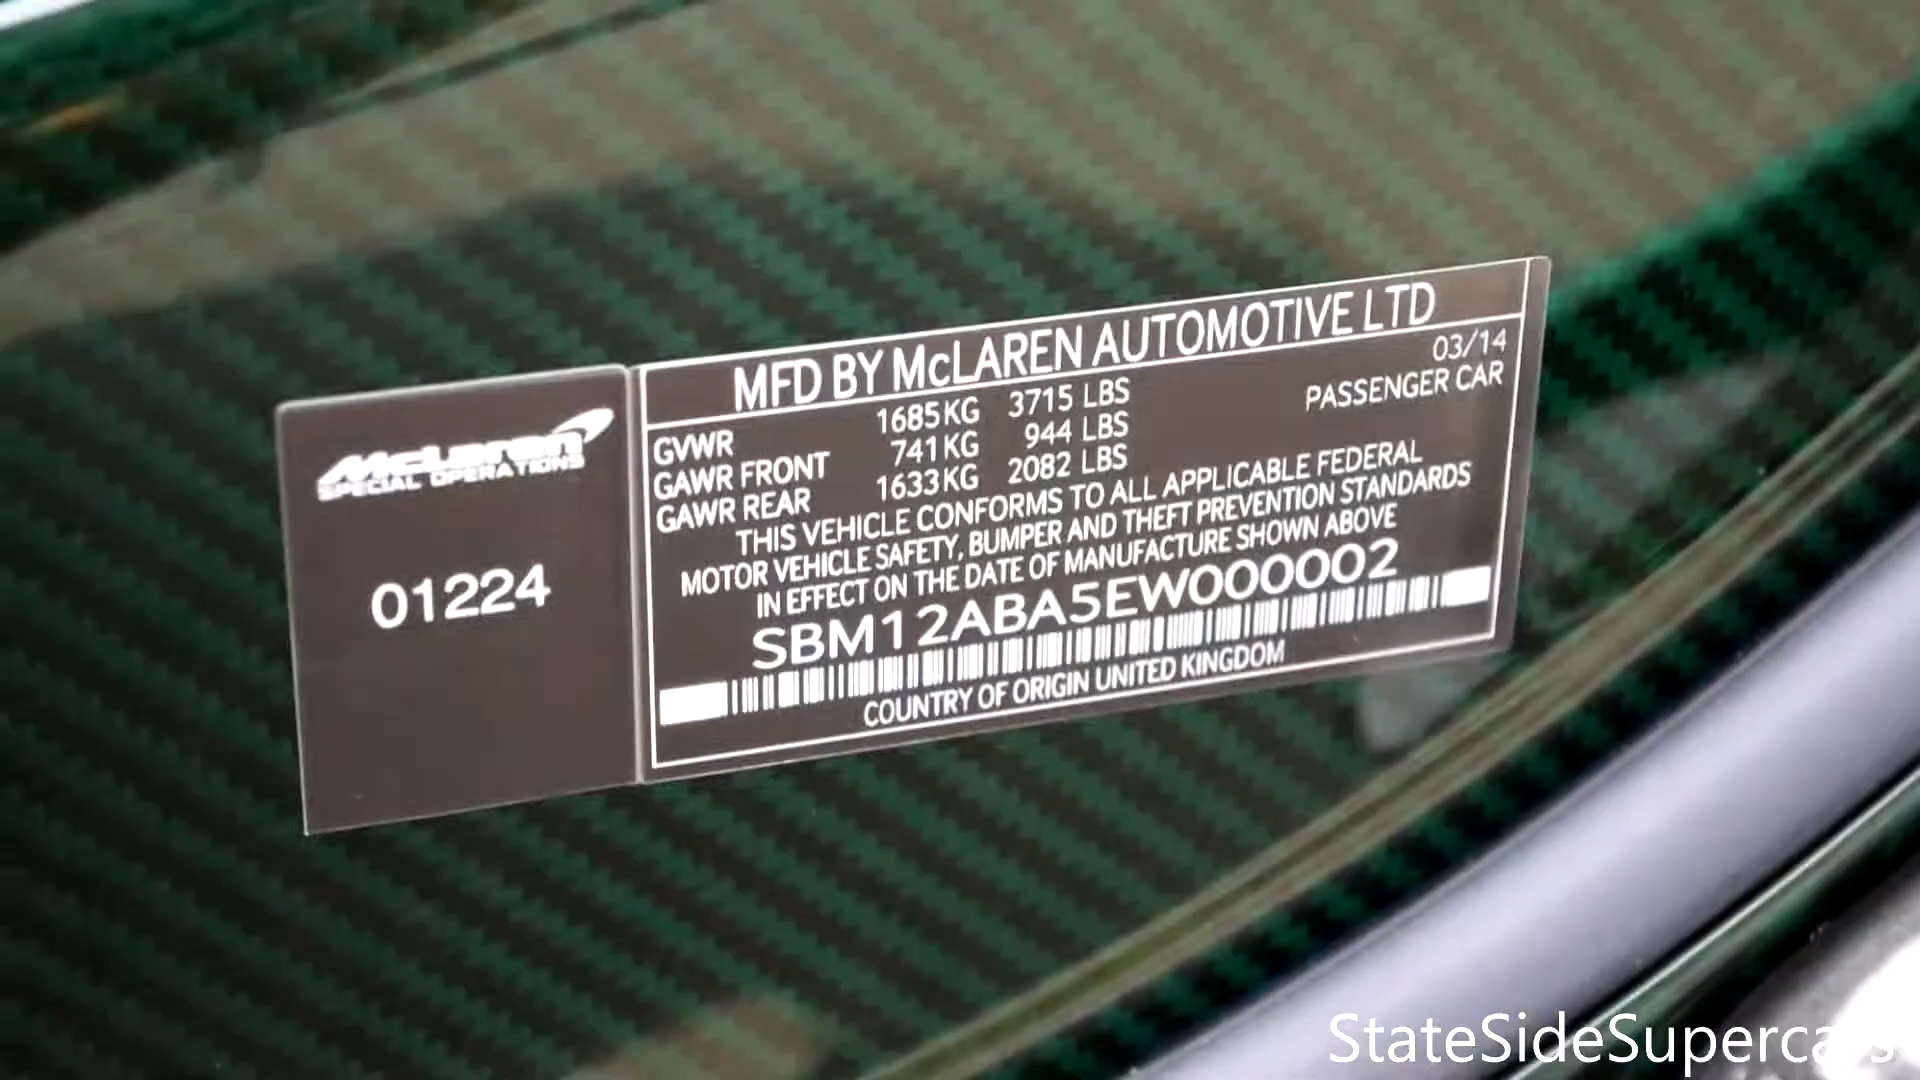 McLaren
SPECIAL OPERATIONS
01224
MFD BY McLAREN AUTOMOTIVE LTD
03/14
GVWR 1685KG 3715 LBS PASSENGER CAR
GAWR FRONT 741KG 944 LBS
GAWR REAR 1633KG 2082 LBS
THIS VEHICLE CONFORMS TO ALL APPLICABLE FEDERAL
MOTOR VEHICLE SAFETY, BUMPER AND THEFT PREVENTION STANDARDS
IN EFFECT ON THE DATE OF MANUFACTURE SHOWN ABOVE
SBM12ABA5EW000002
COUNTRY OF ORIGIN UNITED KINGDOM
StateSideSupercars